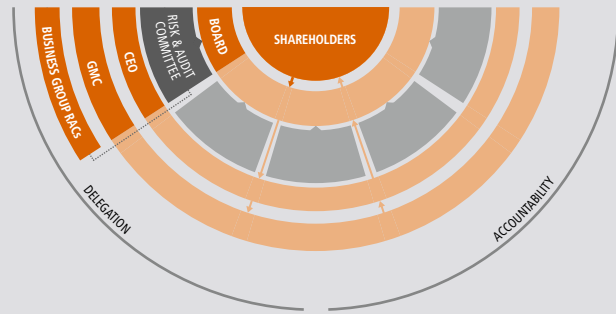 SHAREHOLDERS
BOARD
RISK & AUDIT
COMMITTEE
CEO
GMC
BUSINESS GROUP RACs
DELEGATION
ACCOUNTABILITY